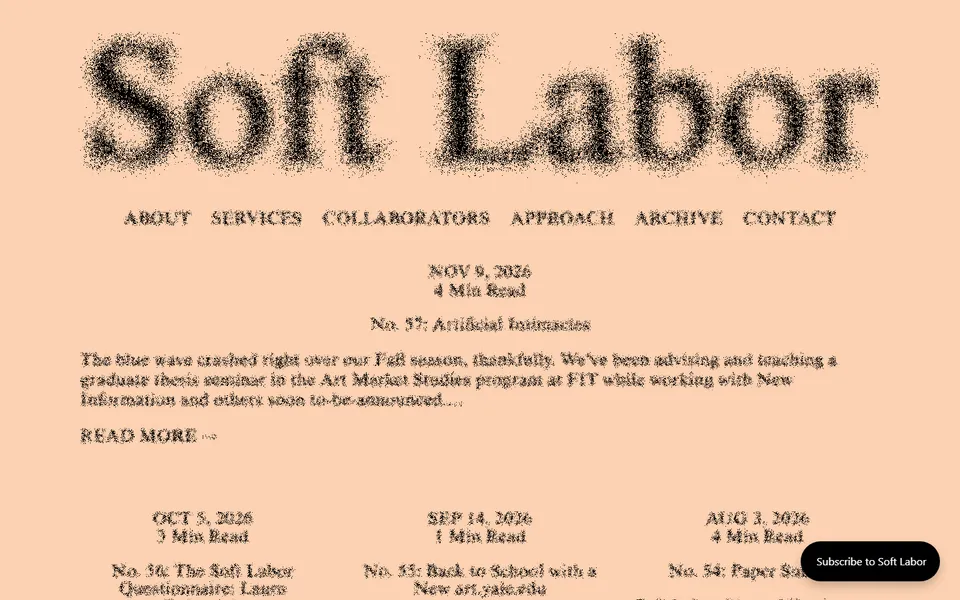 Soft Labor
ABOUT SERVICES COLLABORATORS APPROACH ARCHIVE CONTACT
NOV 9, 2026
4 Min Read
No. 57: Artificial Intimacies
The blue wave crashed right over our Fall season, thankfully. We've been advising and teaching a
graduate thesis seminar in the Art Market Studies program at FIT while working with New
Information and others soon to-be-announced....
READ MORE
OCT 5, 2026
3 Min Read
No. 56: The Soft Labor
Questionnaire: Laura
SEP 14, 2026
1 Min Read
No. 55: Back to School with a
New art.yale.edu
AUG 3, 2026
4 Min Read
No. 54: Paper
Subscribe to Soft Labor